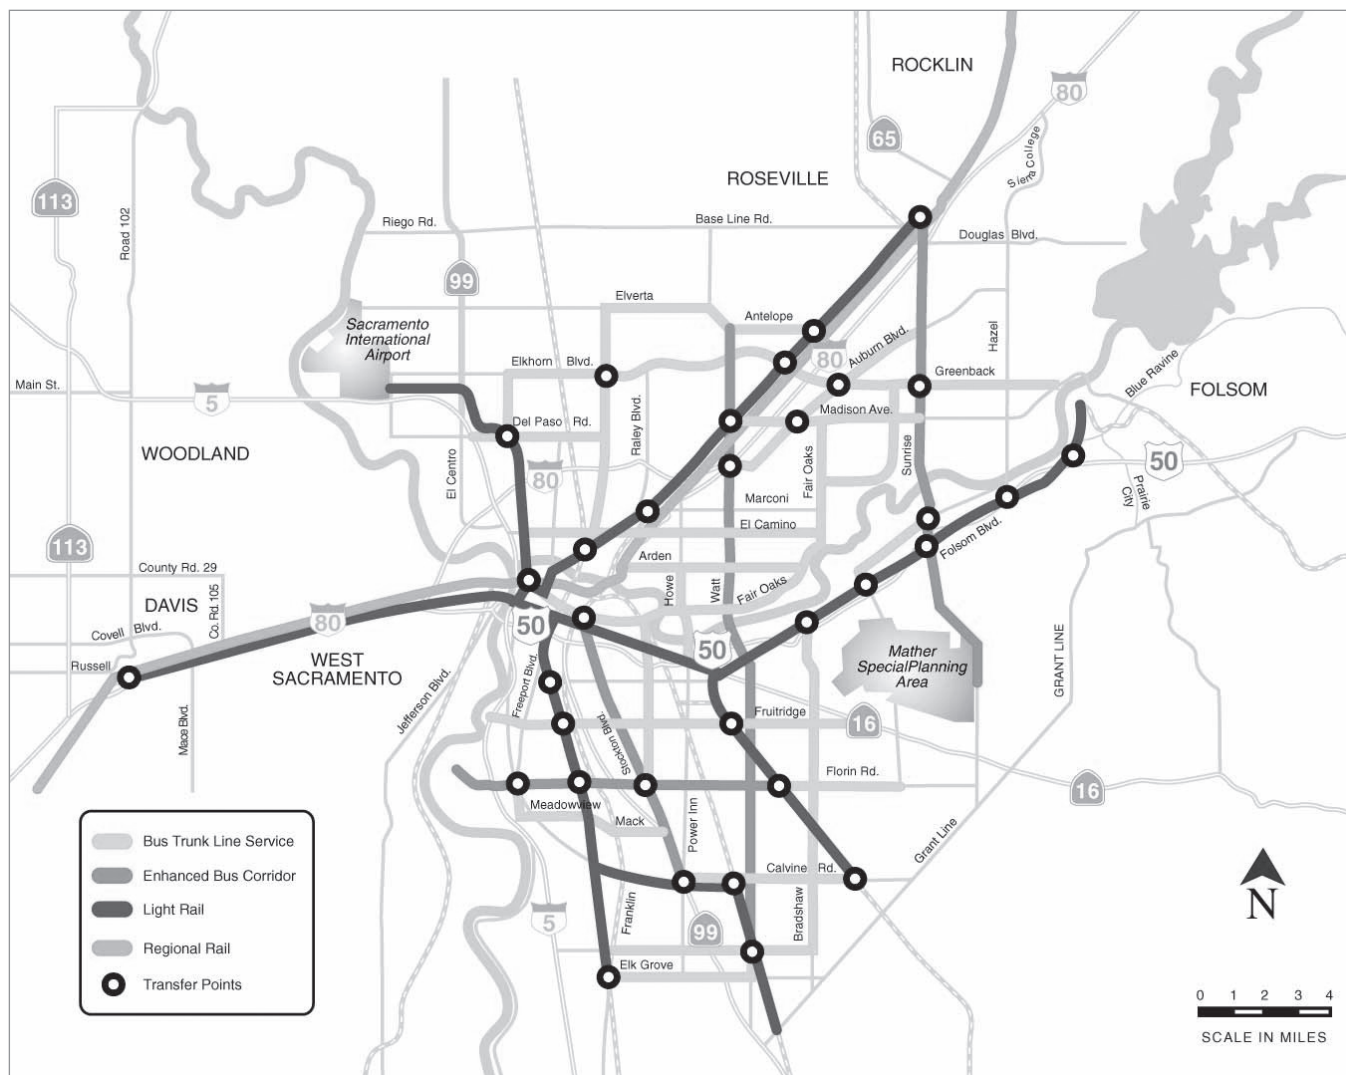 ROCKLIN
80
65
Sierra College
113
ROSEVILLE
Road 102
Riego Rd.
Base Line Rd.
Douglas Blvd.
99
Elverta
Antelope
Sacramento
International
Airport
Hazel
Auburn Blvd.
80
Elkhorn Blvd.
Greenback
Blue Ravine
Main St.
5
FOLSOM
Madison Ave.
Del Paso Rd.
Raley Blvd.
WOODLAND
El Centro
80
Fair Oaks
Sunrise
50
Prairie
City
Marconi
El Camino
Folsom Blvd.
113
Arden
County Rd. 29
Howe
Watt
Fair Oaks
DAVIS
Co. Rd. 105
80
50
50
Covell Blvd.
Russell
WEST
SACRAMENTO
Mather
SpecialPlanning
Area
GRANT LINE
Jefferson Blvd.
Freeport Blvd.
Mace Blvd.
Fruitridge
16
Stockton Blvd.
Florin Rd.
16
Meadowview
Mack
Power Inn
Grant Line
Calvine Rd.
Bradshaw
Franklin
5
99
Elk Grove
Bus Trunk Line Service
Enhanced Bus Corridor
Light Rail
Regional Rail
Transfer Points
N
0 1 2 3 4
SCALE IN MILES